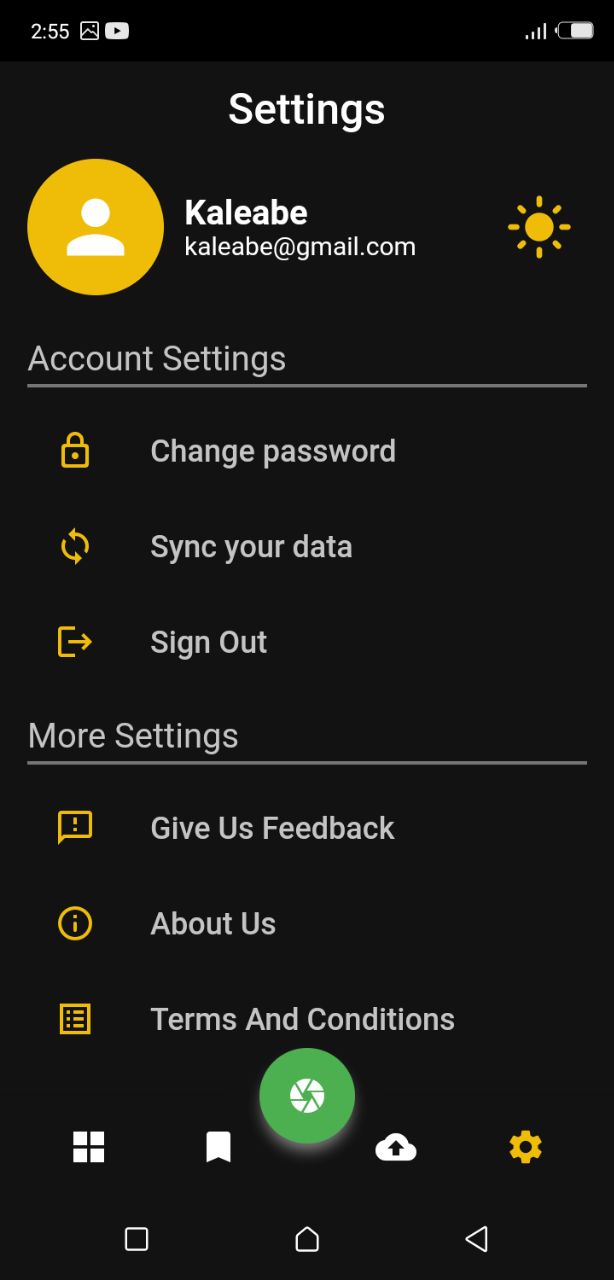 2:55
Settings
Kaleabe
kaleabe@gmail.com
Account Settings
Change password
Sync your data
Sign Out
More Settings
Give Us Feedback
About Us
Terms And Conditions